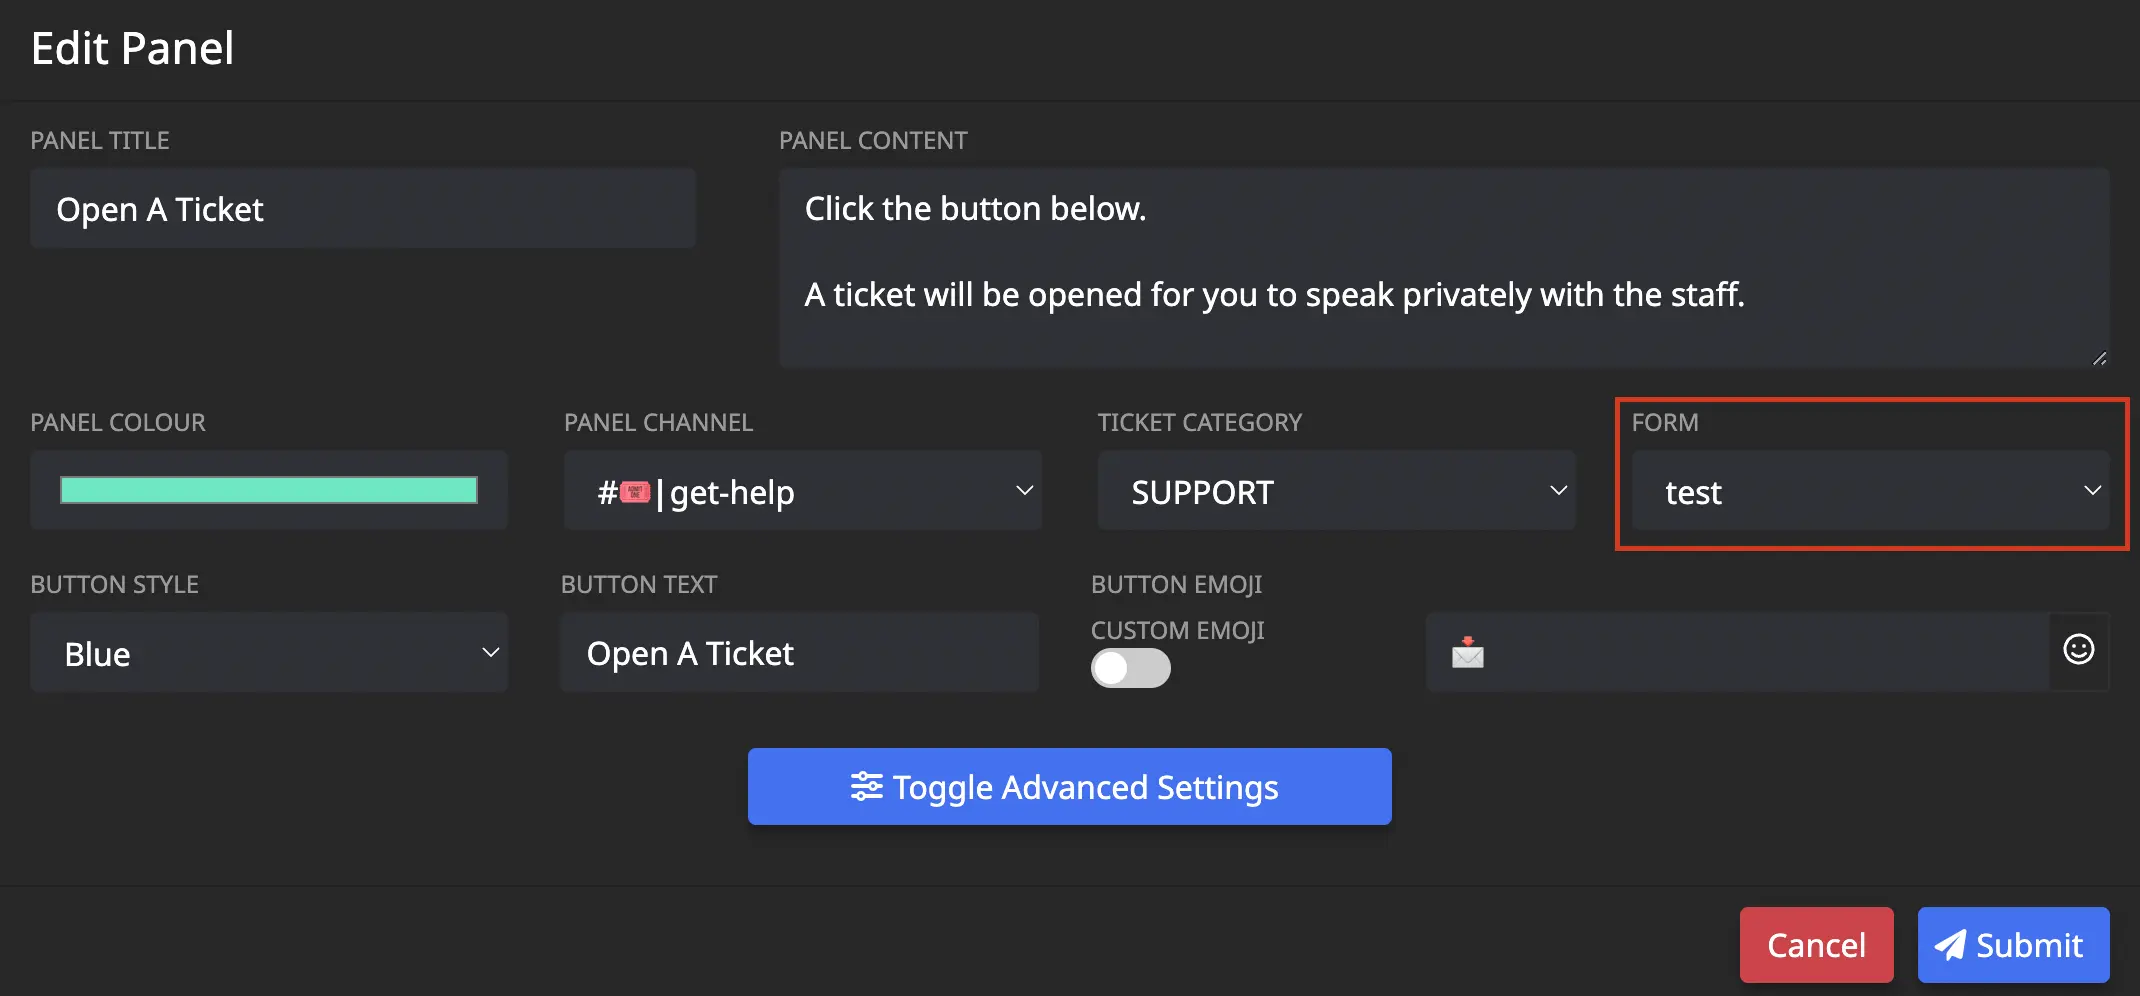 Edit Panel
PANEL TITLE
Open A Ticket
PANEL CONTENT
Click the button below.
A ticket will be opened for you to speak privately with the staff.
PANEL COLOUR
PANEL CHANNEL
#🎟️|get-help
TICKET CATEGORY
SUPPORT
FORM
test
BUTTON STYLE
Blue
BUTTON TEXT
Open A Ticket
BUTTON EMOJI
CUSTOM EMOJI
📩
Toggle Advanced Settings
Cancel
Submit